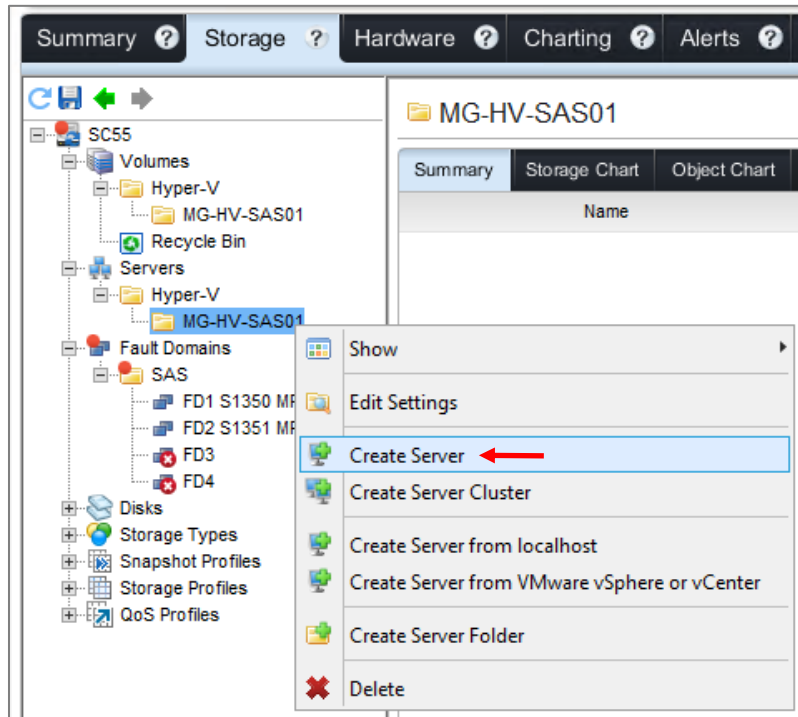 Summary ? Storage ? Hardware ? Charting ? Alerts ?
SC55
Volumes
Hyper-V
MG-HV-SAS01
Recycle Bin
Servers
Hyper-V
MG-HV-SAS01
Fault Domains
SAS
FD1 S1350
FD2 S1351
FD3
FD4
Disks
Storage Types
Snapshot Profiles
Storage Profiles
QoS Profiles
MG-HV-SAS01
Summary Storage Chart Object Chart
Name
Show
Edit Settings
Create Server
Create Server Cluster
Create Server from localhost
Create Server from VMware vSphere or vCenter
Create Server Folder
Delete